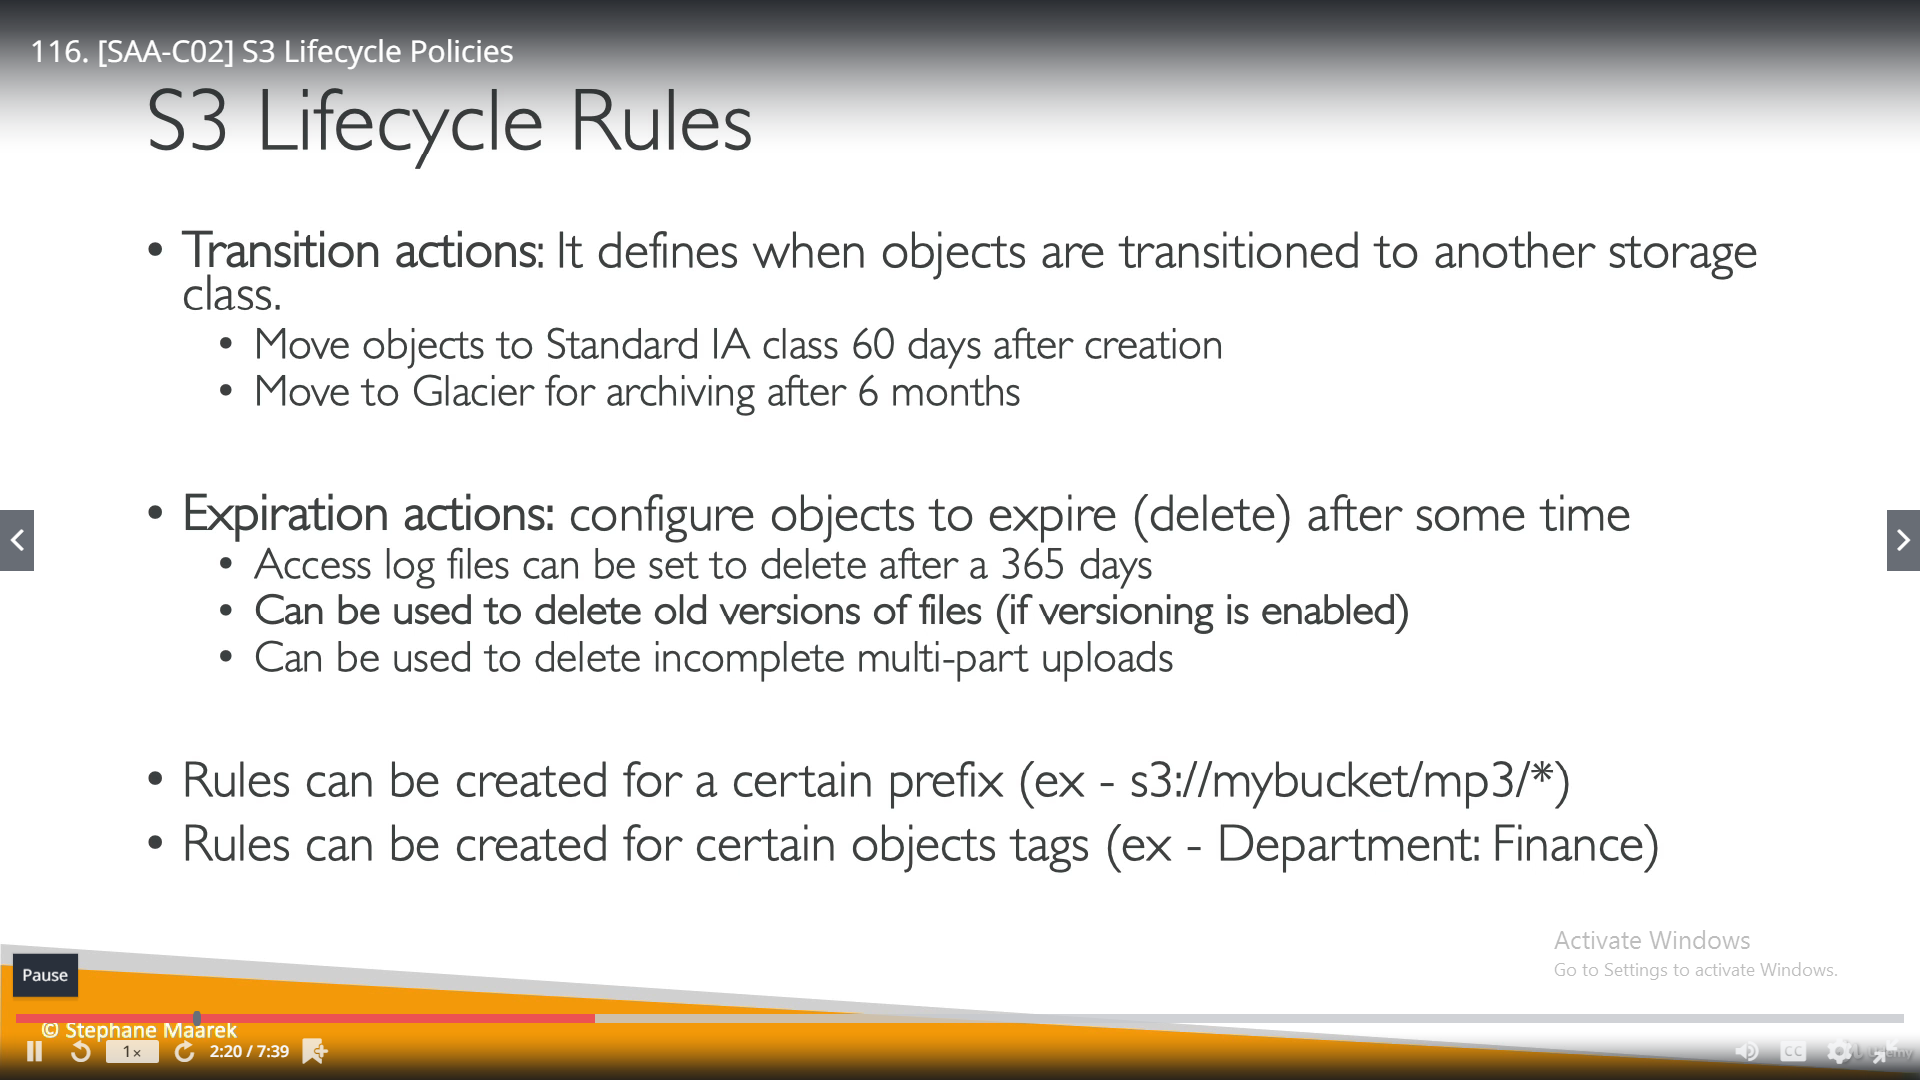 116. [SAA-C02] S3 Lifecycle Policies
S3 Lifecycle Rules
• Transition actions: It defines when objects are transitioned to another storage
class.
• Move objects to Standard IA class 60 days after creation
• Move to Glacier for archiving after 6 months
• Expiration actions: configure objects to expire (delete) after some time
• Access log files can be set to delete after a 365 days
• Can be used to delete old versions of files (if versioning is enabled)
• Can be used to delete incomplete multi-part uploads
• Rules can be created for a certain prefix (ex - s3://mybucket/mp3/*)
• Rules can be created for certain objects tags (ex - Department: Finance)
Activate Windows
Go to Settings to activate Windows.
Pause
© Stephane Maarek
1x
2:20 / 7:39
CC